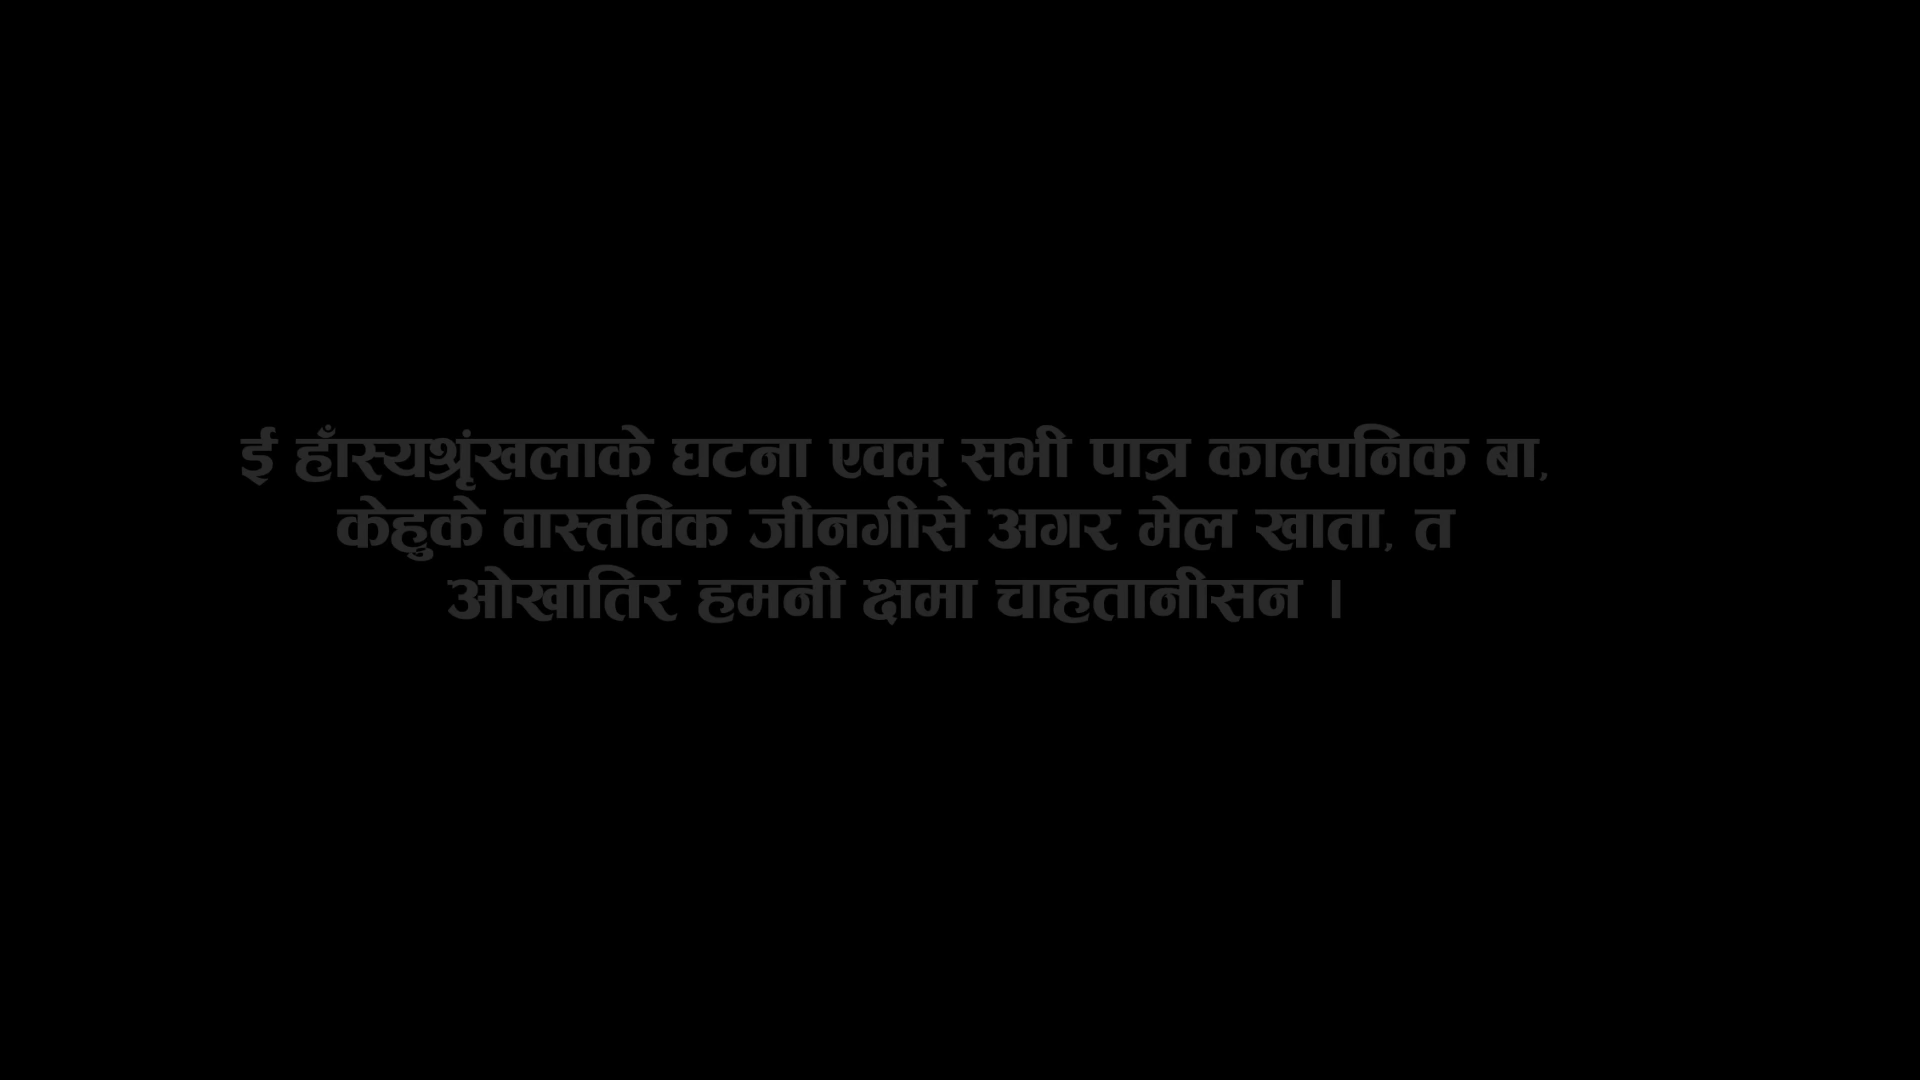 ई हाँस्यश्रृंखलाके घटना एवम् सभी पात्र काल्पनिक बा,
केहुके वास्तविक जीनगीसे अगर मेल खाता, त
ओखातिर हमनी क्षमा चाहतानीसन ।